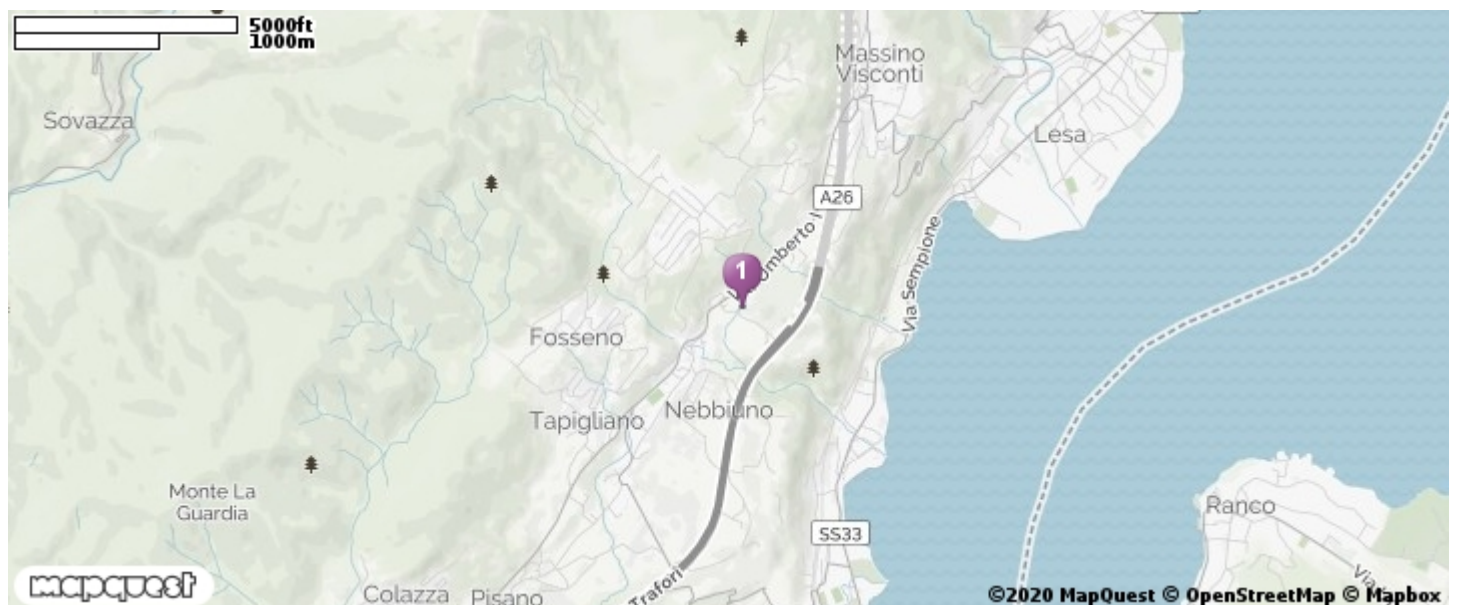 5000ft
1000m
Massino
Visconti
Sovazza
Lesa
A26
Umberto I
1
Via Sempione
Fosseno
Nebbiuno
Tapigliano
Monte La
Guardia
Ranco
SS33
Trafori
Colazza
Pisano
mapquest
©2020 MapQuest © OpenStreetMap © Mapbox